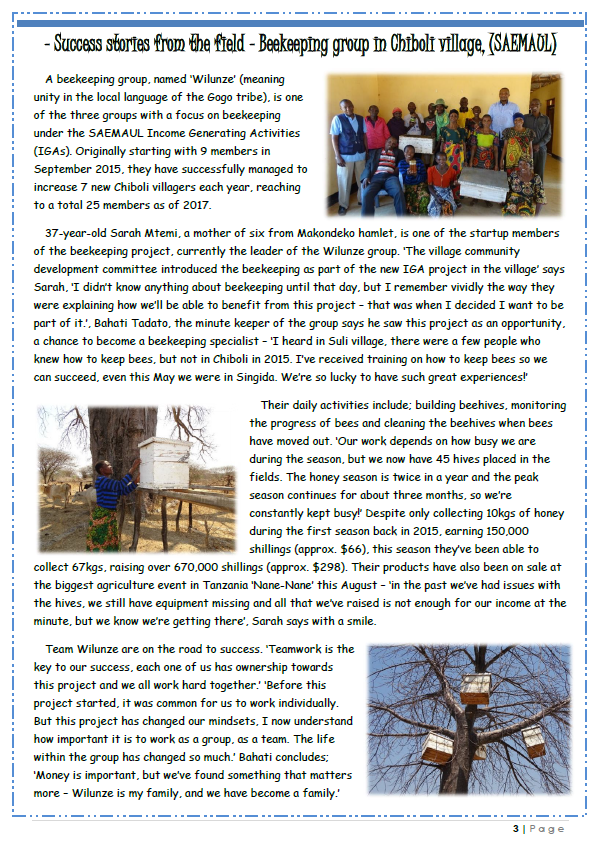 - Success stories from the field - Beekeeping group in Chiboli village, (SAEMAUL)
A beekeeping group, named ‘Wilunze’ (meaning
unity in the local language of the Gogo tribe), is one
of the three groups with a focus on beekeeping
under the SAEMAUL Income Generating Activities
(IGAs). Originally starting with 9 members in
September 2015, they have successfully managed to
increase 7 new Chiboli villagers each year, reaching
to a total 25 members as of 2017.
37-year-old Sarah Mtemi, a mother of six from Makondeko hamlet, is one of the startup members
of the beekeeping project, currently the leader of the Wilunze group. ‘The village community
development committee introduced the beekeeping as part of the new IGA project in the village’ says
Sarah, ‘I didn’t know anything about beekeeping until that day, but I remember vividly the way they
were explaining how we’ll be able to benefit from this project – that was when I decided I want to be
part of it.’, Bahati Tadato, the minute keeper of the group says he saw this project as an opportunity,
a chance to become a beekeeping specialist – ‘I heard in Suli village, there were a few people who
knew how to keep bees, but not in Chiboli in 2015. I’ve received training on how to keep bees so we
can succeed, even this May we were in Singida. We’re so lucky to have such great experiences!’
Their daily activities include; building beehives, monitoring
the progress of bees and cleaning the beehives when bees
have moved out. ‘Our work depends on how busy we are
during the season, but we now have 45 hives placed in the
fields. The honey season is twice in a year and the peak
season continues for about three months, so we’re
constantly kept busy!’ Despite only collecting 10kgs of honey
during the first season back in 2015, earning 150,000
shillings (approx. $66), this season they’ve been able to
collect 67kgs, raising over 670,000 shillings (approx. $298). Their products have also been on sale at
the biggest agriculture event in Tanzania ‘Nane-Nane’ this August – ‘in the past we’ve had issues with
the hives, we still have equipment missing and all that we’ve raised is not enough for our income at the
minute, but we know we’re getting there’, Sarah says with a smile.
Team Wilunze are on the road to success. ‘Teamwork is the
key to our success, each one of us has ownership towards
this project and we all work hard together.’ ‘Before this
project started, it was common for us to work individually.
But this project has changed our mindsets, I now understand
how important it is to work as a group, as a team. The life
within the group has changed so much.’ Bahati concludes;
‘Money is important, but we’ve found something that matters
more – Wilunze is my family, and we have become a family.’
3 | Page